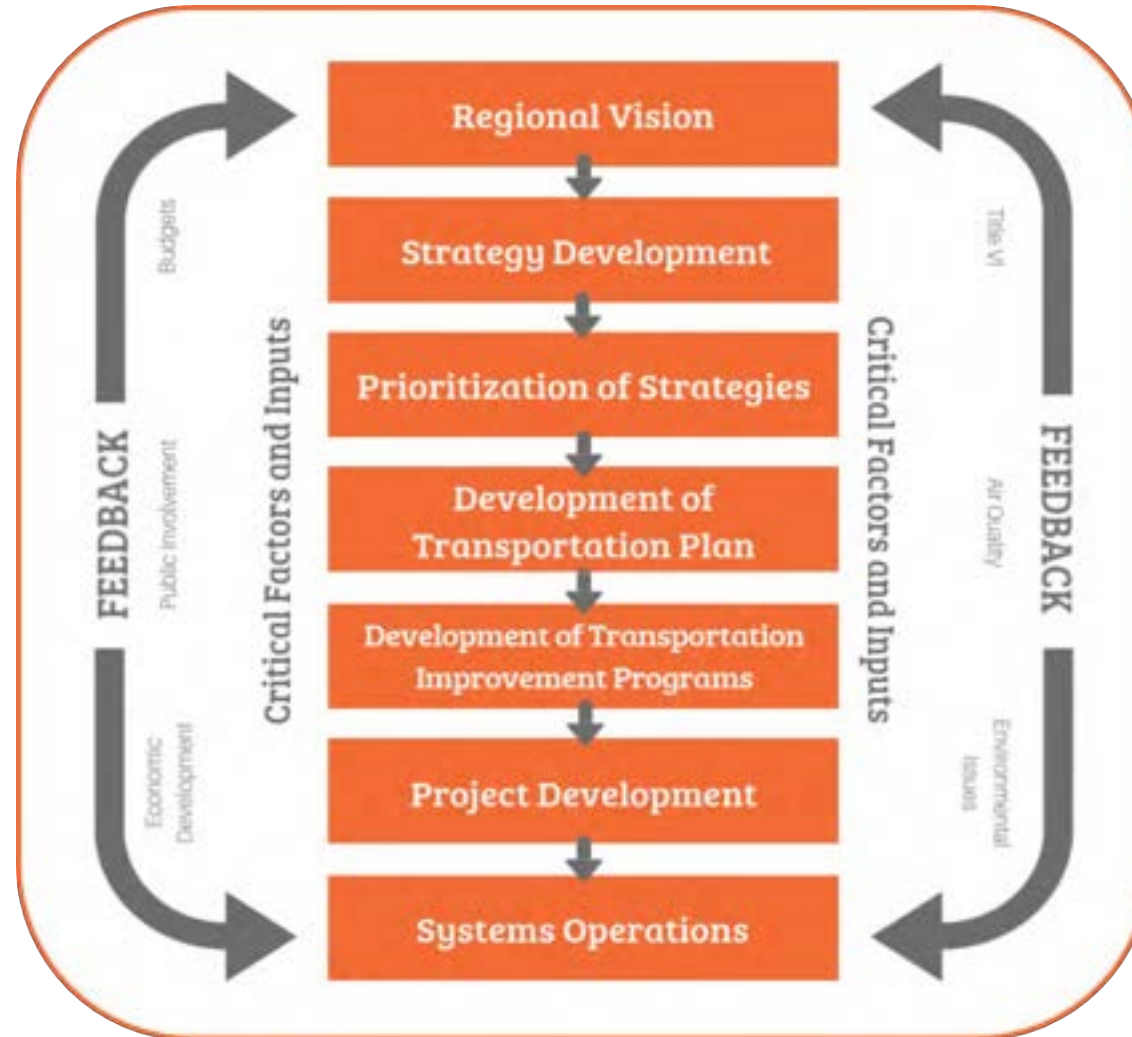 Regional Vision
Strategy Development
Prioritization of Strategies
Development of
Transportation Plan
Development of Transportation
Improvement Programs
Project Development
Systems Operations
FEEDBACK
Budgets
Public Involvement
Economic
Development
Critical Factors and Inputs
Critical Factors and Inputs
Title VI
Air Quality
Environmental
Issues
FEEDBACK